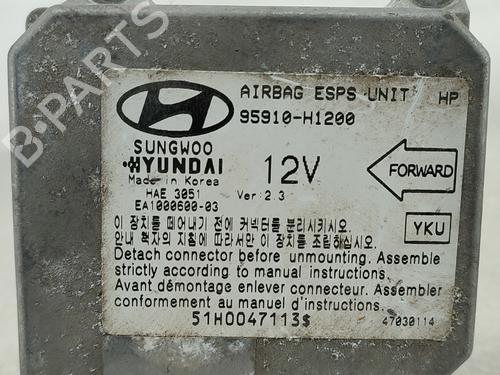 AIRBAG ESPS UNIT HP
95910-H1200
SUNGWOO
HYUNDAI
Made in Korea
12V
FORWARD
HAE 3051
Ver 2.3
EA1000600-03
이 장치를 떼어내기 전에 커넥터를 분리시키시오.
안내 책자의 지침에 따라서만 이 장치를 조립하십시오.
YKU
Detach connector before unmounting. Assemble
strictly according to manual instructions.
Avant démontage enlever connecteur. Assembler
conformement au manuel d'instructions.
51H0047113$
47030114
B-PARTS